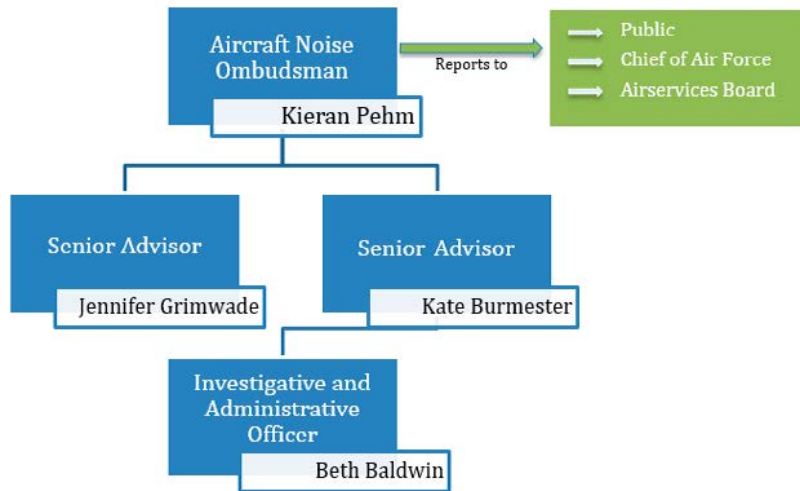 Aircraft Noise
Ombudsman
Kieran Pehm
Reports to
Public
Chief of Air Force
Airservices Board
Senior Advisor
Jennifer Grimwade
Senior Advisor
Kate Burmester
Investigative and
Administrative
Officer
Beth Baldwin